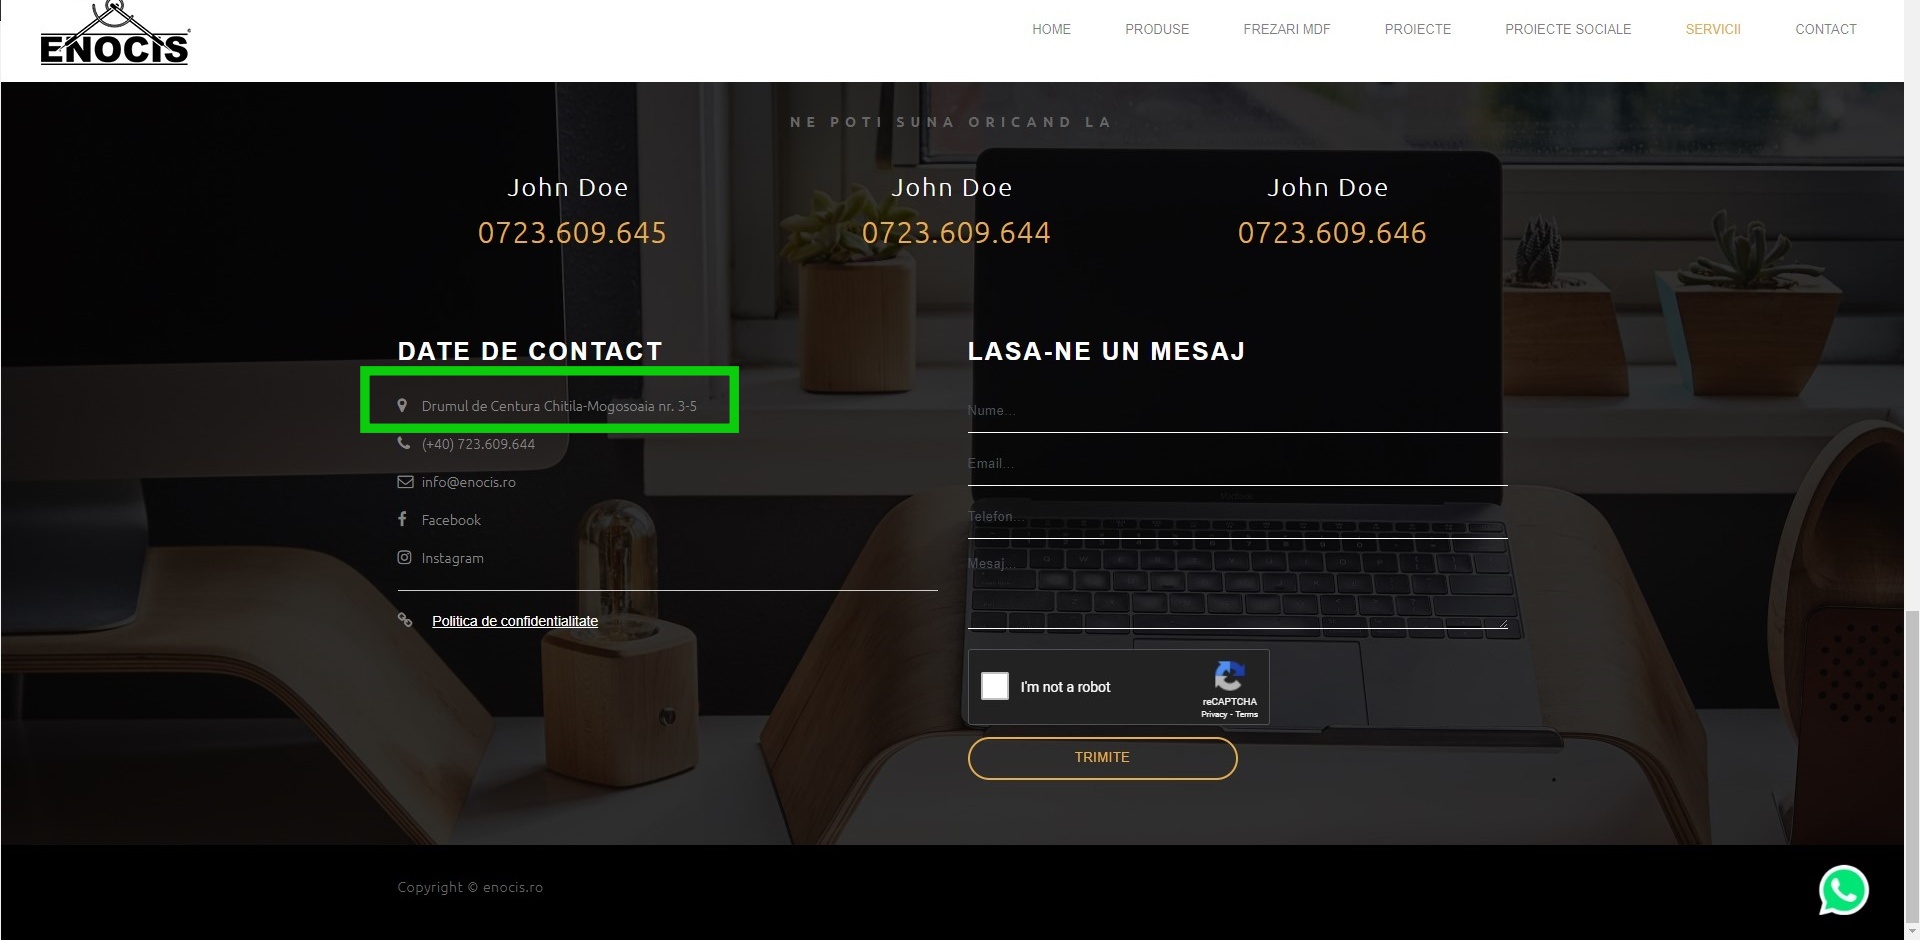 ENOCIS
HOME PRODUSE FREZARI MDF PROIECTE PROIECTE SOCIALE SERVICII CONTACT
NE POTI SUNA ORICAND LA
John Doe John Doe John Doe
0723.609.645 0723.609.644 0723.609.646
DATE DE CONTACT
Drumul de Centura Chitila-Mogosoaia nr. 3-5
(+40) 723.609.644
info@enocis.ro
Facebook
Instagram
Politica de confidentialitate
LASA-NE UN MESAJ
Nume...
Email...
Telefon...
Mesaj...
I'm not a robot
reCAPTCHA
Privacy - Terms
TRIMITE
Copyright © enocis.ro